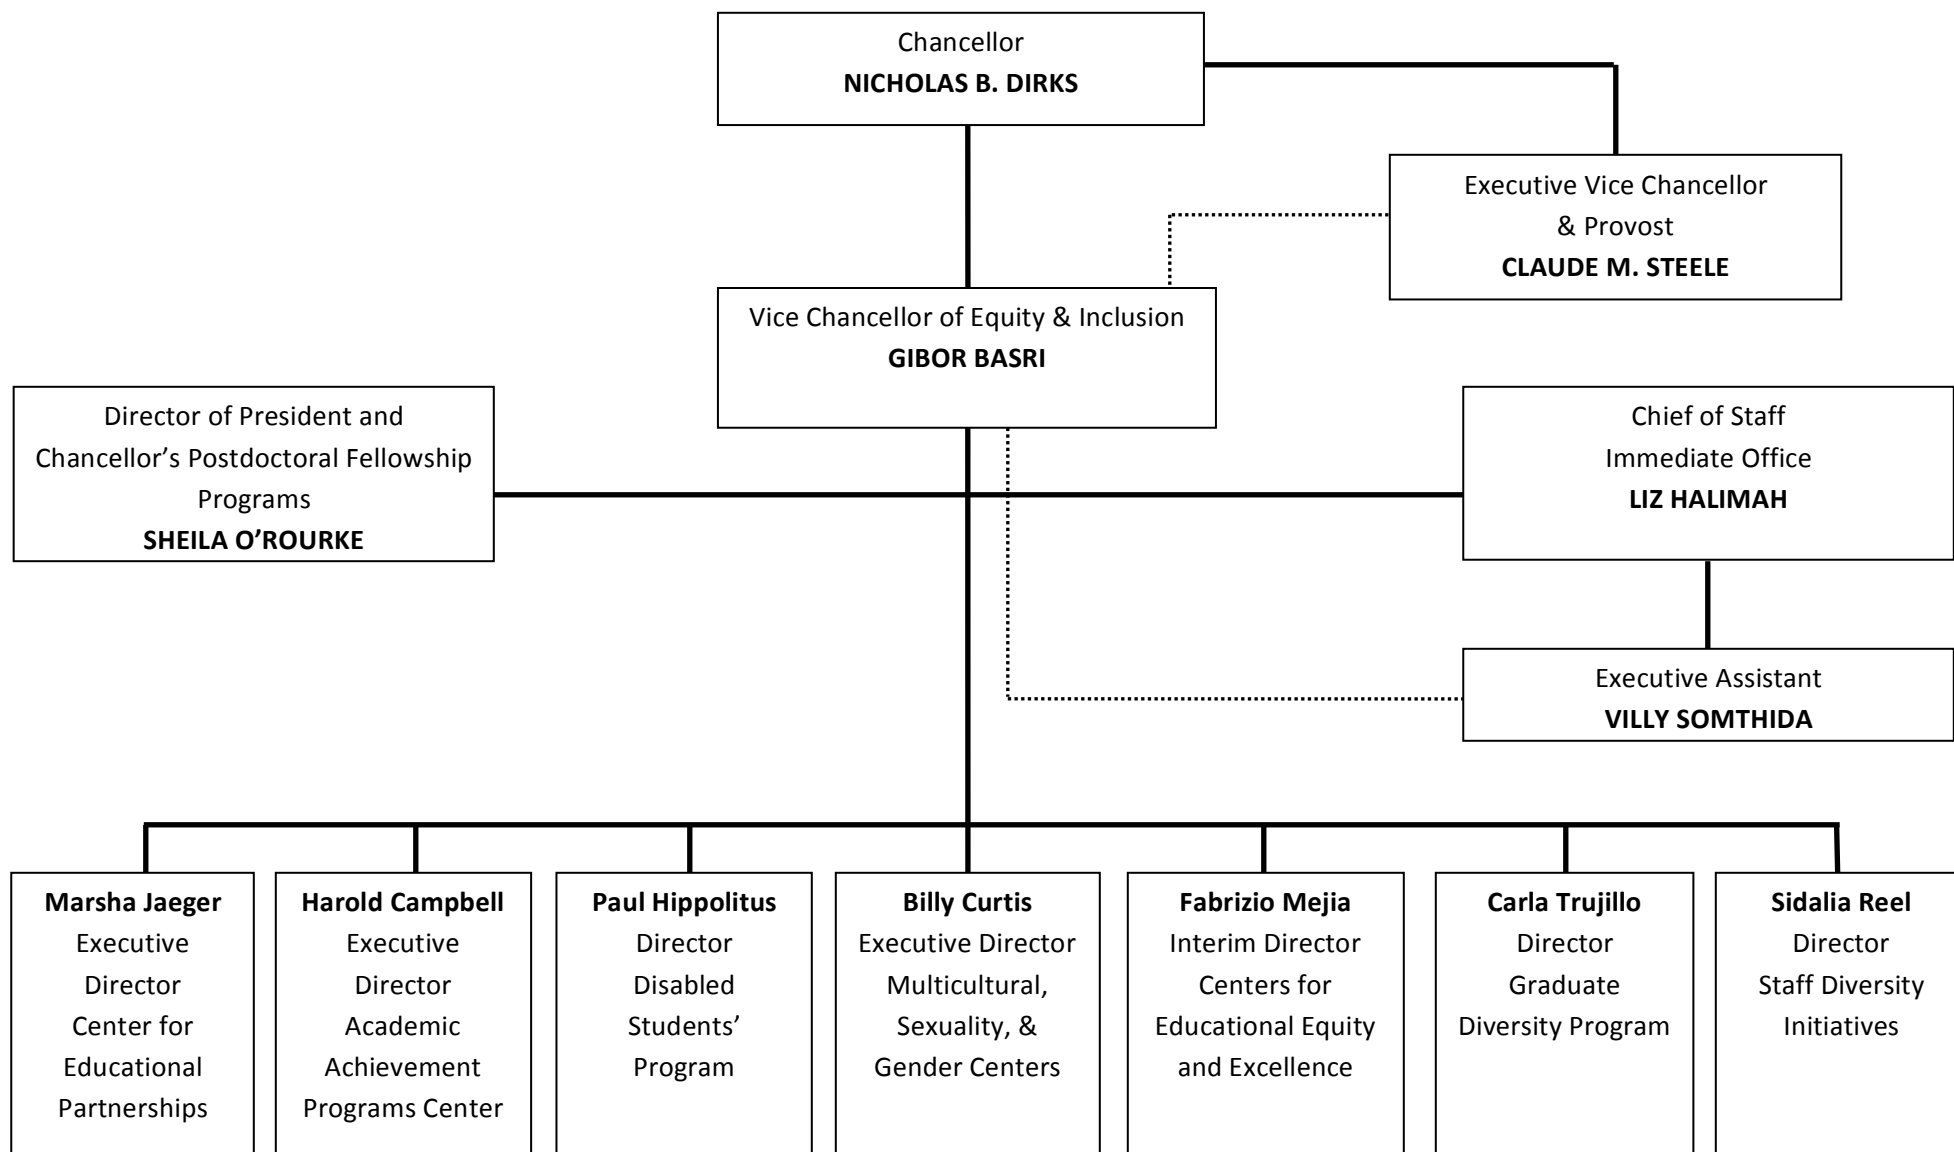 Chancellor
NICHOLAS B. DIRKS
Executive Vice Chancellor
& Provost
CLAUDE M. STEELE
Vice Chancellor of Equity & Inclusion
GIBOR BASRI
Director of President and
Chancellor’s Postdoctoral Fellowship
Programs
SHEILA O’ROURKE
Chief of Staff
Immediate Office
LIZ HALIMAH
Executive Assistant
VILLY SOMTHIDA
Marsha Jaeger
Executive
Director
Center for
Educational
Partnerships
Harold Campbell
Executive
Director
Academic
Achievement
Programs Center
Paul Hippolitus
Director
Disabled
Students’
Program
Billy Curtis
Executive Director
Multicultural,
Sexuality, &
Gender Centers
Fabrizio Mejia
Interim Director
Centers for
Educational Equity
and Excellence
Carla Trujillo
Director
Graduate
Diversity Program
Sidalia Reel
Director
Staff Diversity
Initiatives